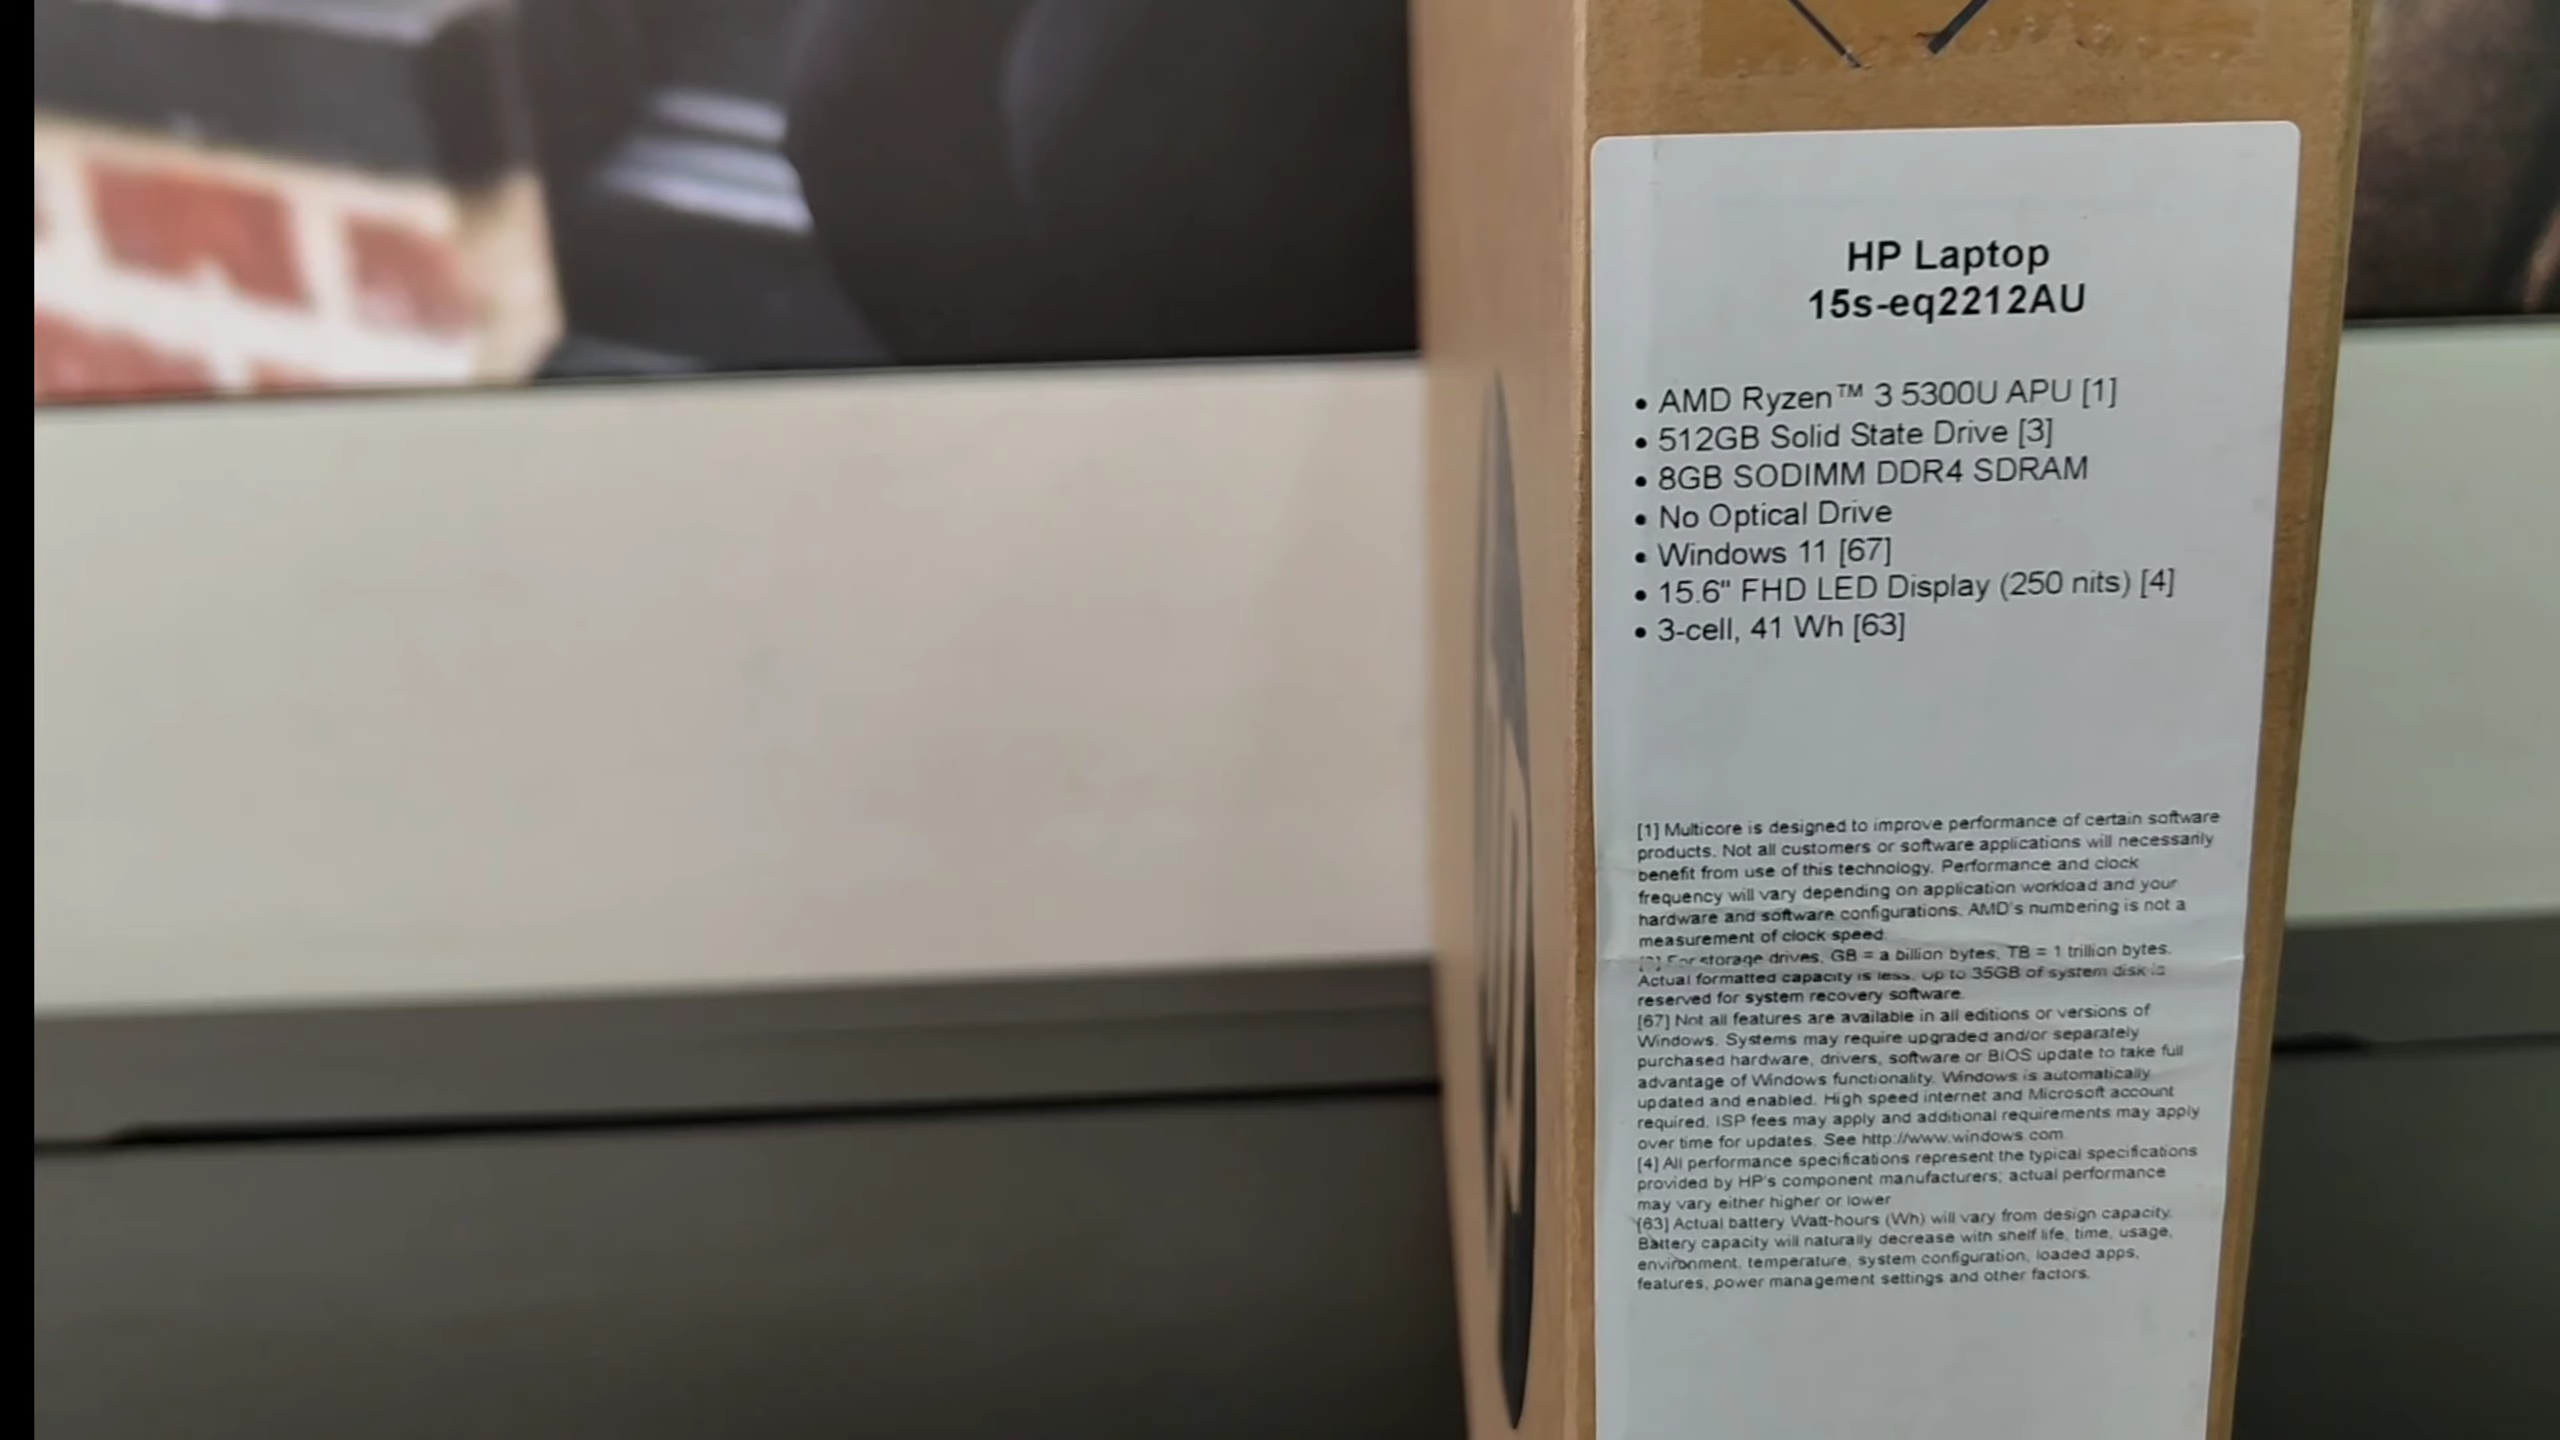 HP Laptop
15s-eq2212AU
• AMD Ryzen™ 3 5300U APU [1]
• 512GB Solid State Drive [3]
• 8GB SODIMM DDR4 SDRAM
• No Optical Drive
• Windows 11 [67]
• 15.6" FHD LED Display (250 nits) [4]
• 3-cell, 41 Wh [63]
[1] Multicore is designed to improve performance of certain software
products. Not all customers or software applications will necessarily
benefit from use of this technology. Performance and clock
frequency will vary depending on application workload and your
hardware and software configurations. AMD's numbering is not a
measurement of clock speed.
For storage drives, GB = a billion bytes, TB = 1 trillion bytes.
Actual formatted capacity is less. Up to 35GB of system disk is
reserved for system recovery software.
[67] Not all features are available in all editions or versions of
Windows. Systems may require upgraded and/or separately
purchased hardware, drivers, software or BIOS update to take full
advantage of Windows functionality. Windows is automatically
updated and enabled. High speed internet and Microsoft account
required. ISP fees may apply and additional requirements may apply
over time for updates. See http://www.windows.com
[4] All performance specifications represent the typical specifications
provided by HP's component manufacturers; actual performance
may vary either higher or lower
[63] Actual battery Watt-hours (Wh) will vary from design capacity.
Battery capacity will naturally decrease with shelf life, time, usage,
environment, temperature, system configuration, loaded apps,
features, power management settings and other factors.